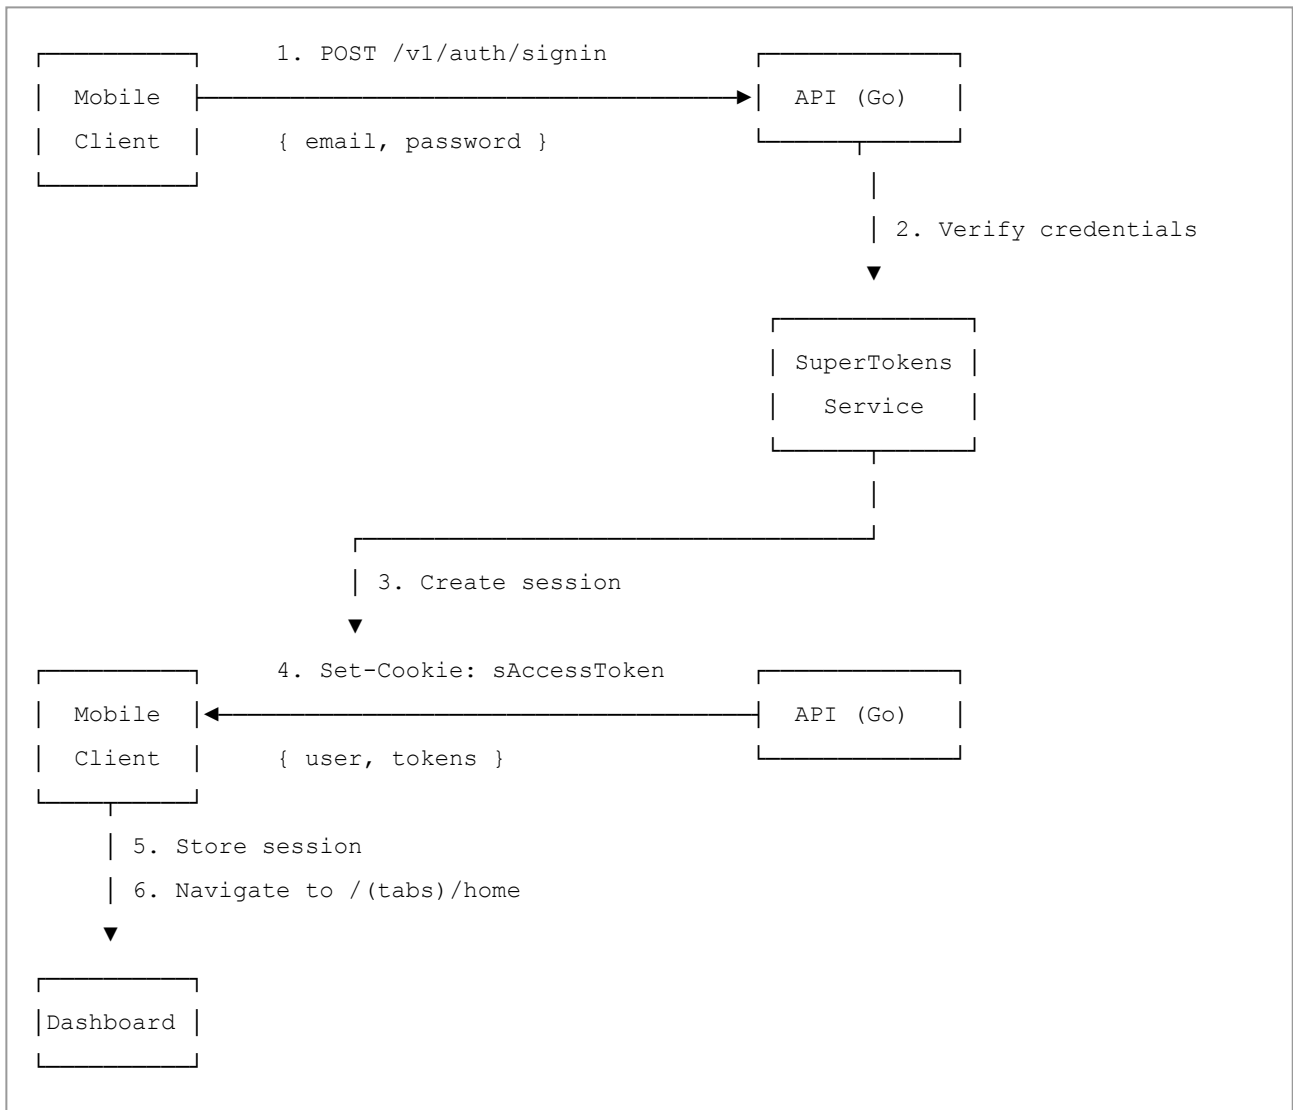 1. POST /v1/auth/signin
Mobile API (Go)
Client { email, password }
2. Verify credentials
SuperTokens
Service
3. Create session
4. Set-Cookie: sAccessToken
Mobile API (Go)
Client { user, tokens }
5. Store session
6. Navigate to /(tabs)/home
Dashboard